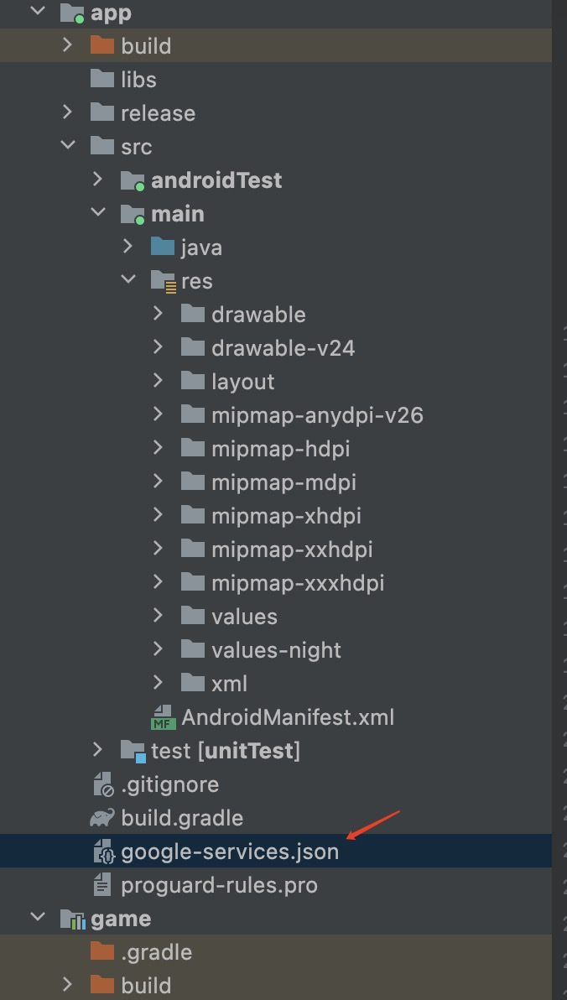 app
build
libs
release
src
androidTest
main
java
res
drawable
drawable-v24
layout
mipmap-anydpi-v26
mipmap-hdpi
mipmap-mdpi
mipmap-xhdpi
mipmap-xxhdpi
mipmap-xxxhdpi
values
values-night
xml
MF AndroidManifest.xml
test [unitTest]
.gitignore
build.gradle
google-services.json
proguard-rules.pro
game
.gradle
build